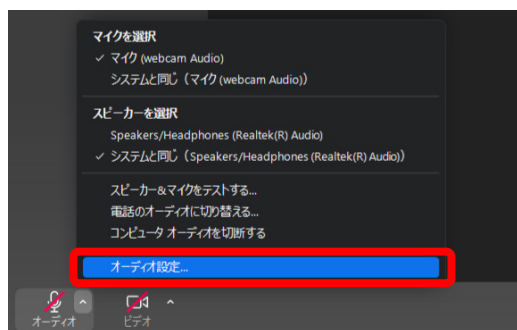 マイクを選択
マイク (webcam Audio)
システムと同じ (マイク (webcam Audio))
スピーカーを選択
Speakers/Headphones (Realtek(R) Audio)
システムと同じ (Speakers/Headphones (Realtek(R) Audio))
スピーカー&マイクをテストする...
電話のオーディオに切り替える...
コンピュータ オーディオを切断する
オーディオ設定...
オーディオ
ビデオ